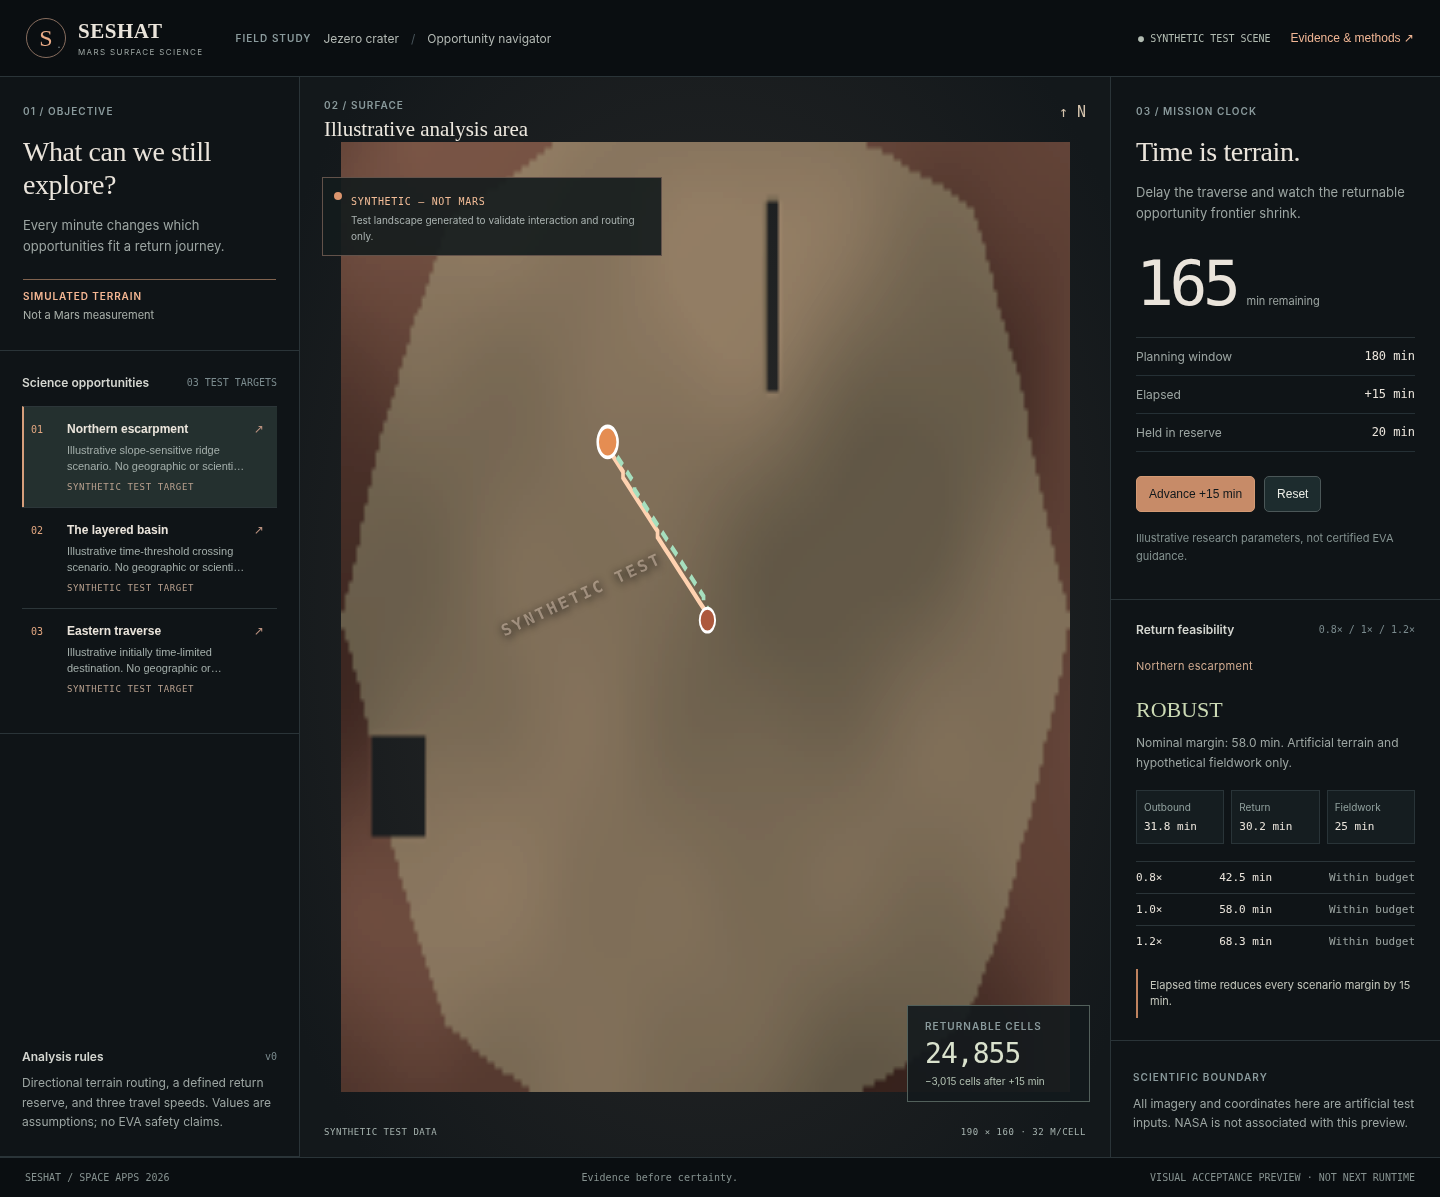 S
SESHAT
MARS SURFACE SCIENCE
FIELD STUDY Jezero crater / Opportunity navigator
● SYNTHETIC TEST SCENE Evidence & methods ↗
01 / OBJECTIVE
What can we still
explore?
Every minute changes which
opportunities fit a return journey.
SIMULATED TERRAIN
Not a Mars measurement
Science opportunities 03 TEST TARGETS
01 Northern escarpment ↗
Illustrative slope-sensitive ridge
scenario. No geographic or scienti…
SYNTHETIC TEST TARGET
02 The layered basin ↗
Illustrative time-threshold crossing
scenario. No geographic or scienti…
SYNTHETIC TEST TARGET
03 Eastern traverse ↗
Illustrative initially time-limited
destination. No geographic or…
SYNTHETIC TEST TARGET
Analysis rules v0
Directional terrain routing, a defined return
reserve, and three travel speeds. Values are
assumptions; no EVA safety claims.
02 / SURFACE
Illustrative analysis area
↑ N
SYNTHETIC — NOT MARS
Test landscape generated to validate interaction and routing
only.
SYNTHETIC TEST
RETURNABLE CELLS
24,855
−3,015 cells after +15 min
SYNTHETIC TEST DATA 190 × 160 · 32 M/CELL
03 / MISSION CLOCK
Time is terrain.
Delay the traverse and watch the returnable
opportunity frontier shrink.
165 min remaining
Planning window 180 min
Elapsed +15 min
Held in reserve 20 min
Advance +15 min Reset
Illustrative research parameters, not certified EVA
guidance.
Return feasibility 0.8× / 1× / 1.2×
Northern escarpment
ROBUST
Nominal margin: 58.0 min. Artificial terrain and
hypothetical fieldwork only.
Outbound Return Fieldwork
31.8 min 30.2 min 25 min
0.8× 42.5 min Within budget
1.0× 58.0 min Within budget
1.2× 68.3 min Within budget
Elapsed time reduces every scenario margin by 15
min.
SCIENTIFIC BOUNDARY
All imagery and coordinates here are artificial test
inputs. NASA is not associated with this preview.
SESHAT / SPACE APPS 2026 Evidence before certainty. VISUAL ACCEPTANCE PREVIEW · NOT NEXT RUNTIME